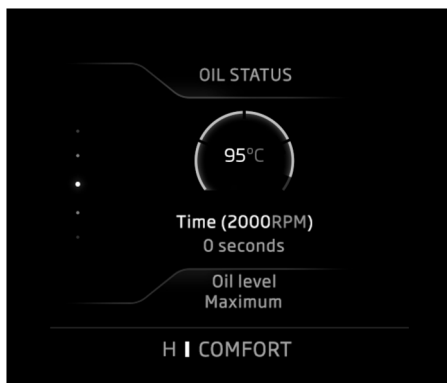 OIL STATUS
95°C
Time (2000RPM)
0 seconds
Oil level
Maximum
H COMFORT